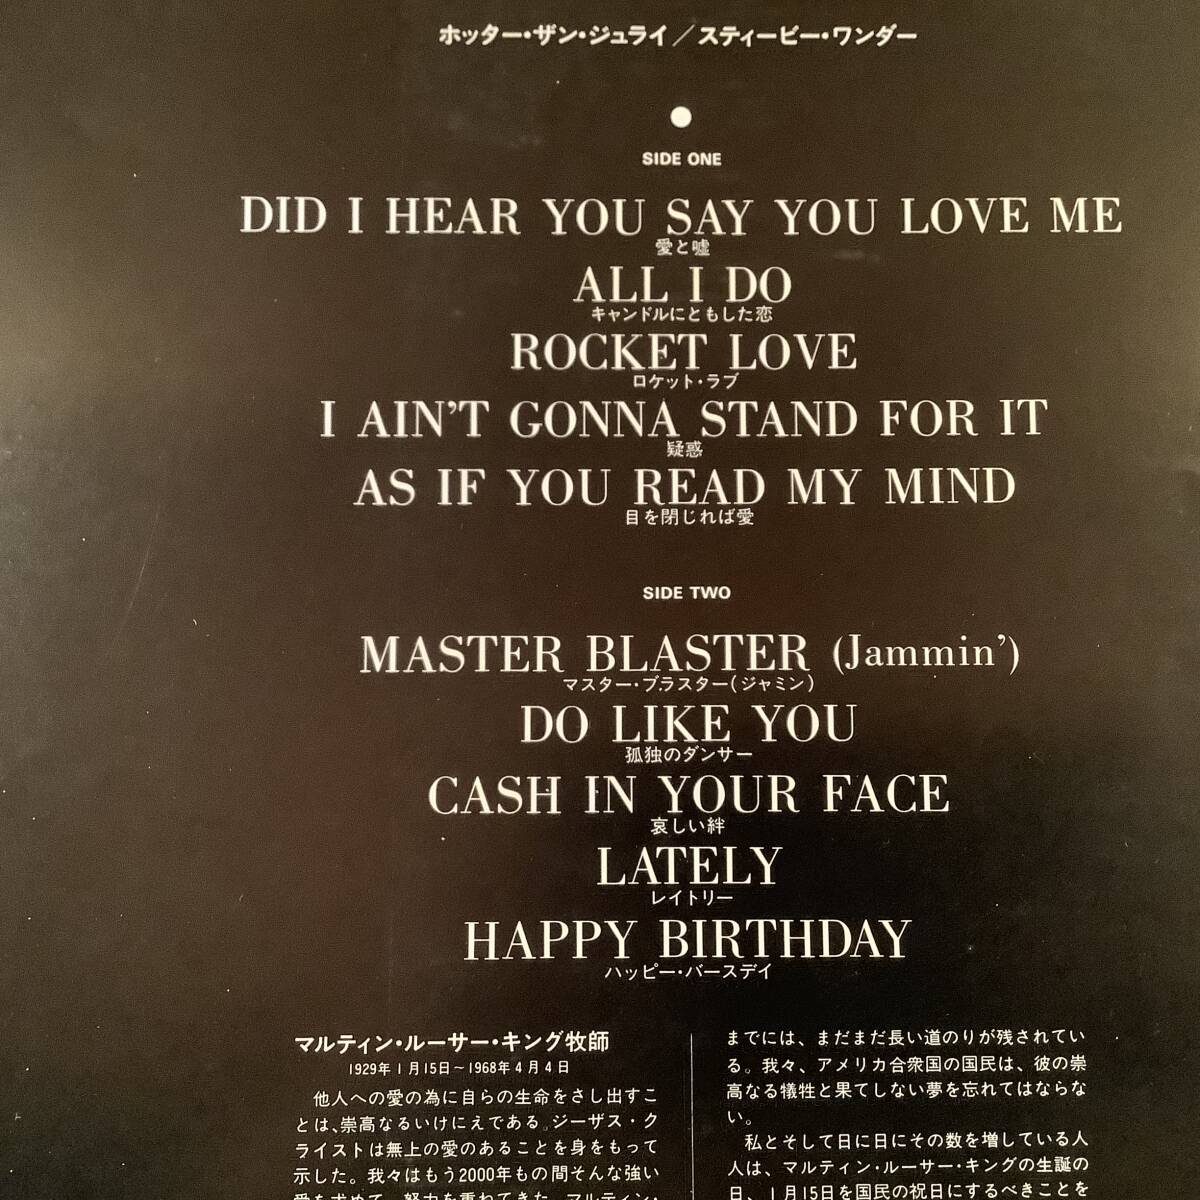 ホッター・ザン・ジュライ／スティービー・ワンダー
SIDE ONE
DID I HEAR YOU SAY YOU LOVE ME
愛と嘘
ALL I DO
キャンドルにともした恋
ROCKET LOVE
ロケット・ラブ
I AIN'T GONNA STAND FOR IT
疑惑
AS IF YOU READ MY MIND
目を閉じれば愛
SIDE TWO
MASTER BLASTER (Jammin')
マスター・ブラスター(ジャミン)
DO LIKE YOU
孤独のダンサー
CASH IN YOUR FACE
哀しい絆
LATELY
レイトリー
HAPPY BIRTHDAY
ハッピー・バースデイ
マルティン・ルーサー・キング牧師
1929年1月15日～1968年4月4日
他人への愛の為に自らの生命をさし出すこ
とは、崇高なるいけにえである。ジーザス・ク
ライストは無上の愛のあることを身をもって
示した。我々はもう2000年もの間そんな強い
愛を求めて、努力を重ねてきた。マルティン・
までには、まだまだ長い道のりが残されてい
る。我々、アメリカ合衆国の国民は、彼の崇
高なる犠牲と果てしない夢を忘れてはならな
い。
私とそして日に日にその数を増している人
人は、マルティン・ルーサー・キングの生誕の
日、1月15日を国民の祝日にするべきことを